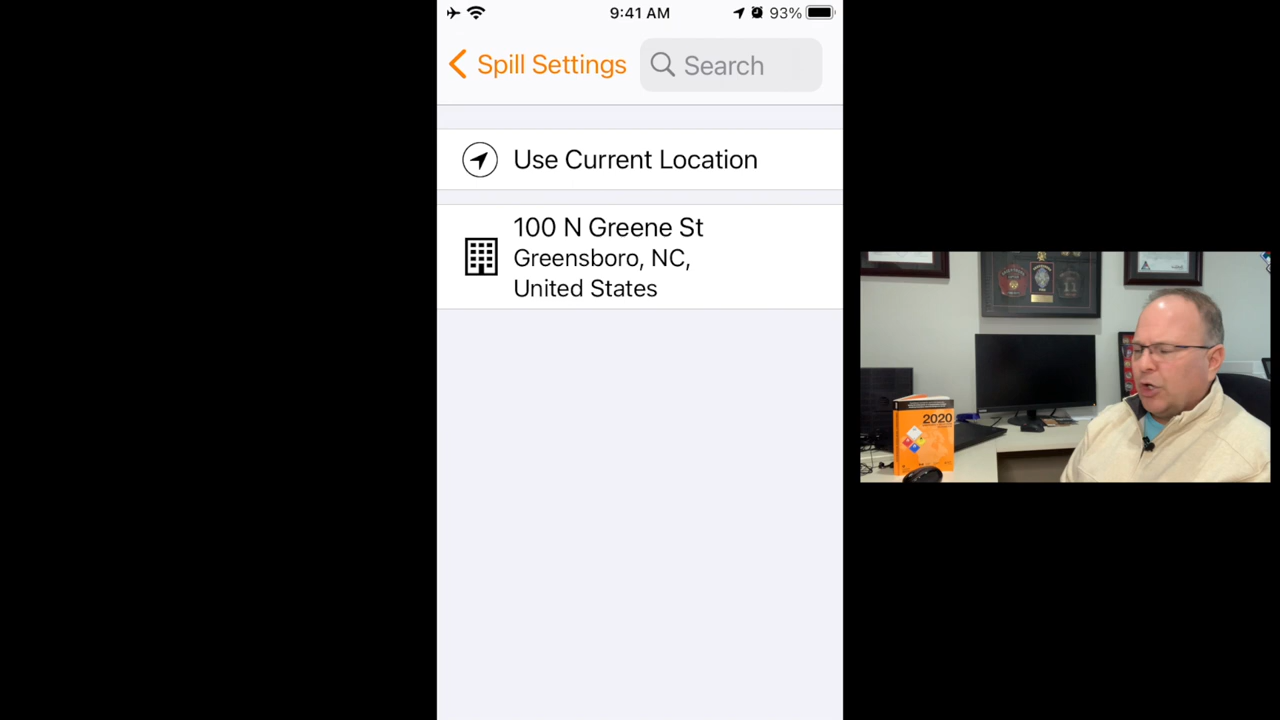 9:41 AM
93%
Spill Settings
Search
Use Current Location
100 N Greene St
Greensboro, NC,
United States
2020